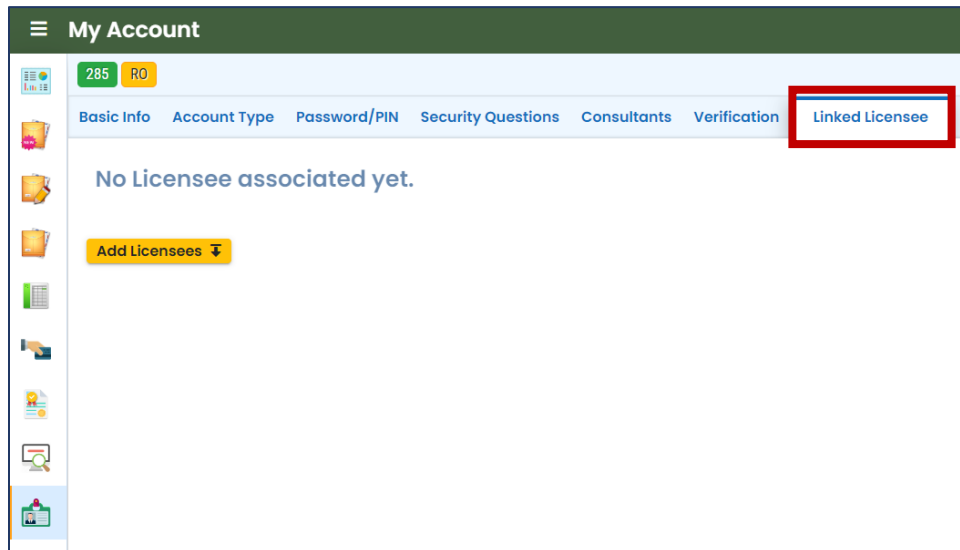 My Account
285 RO
Basic Info Account Type Password/PIN Security Questions Consultants Verification Linked Licensee
No Licensee associated yet.
Add Licensees